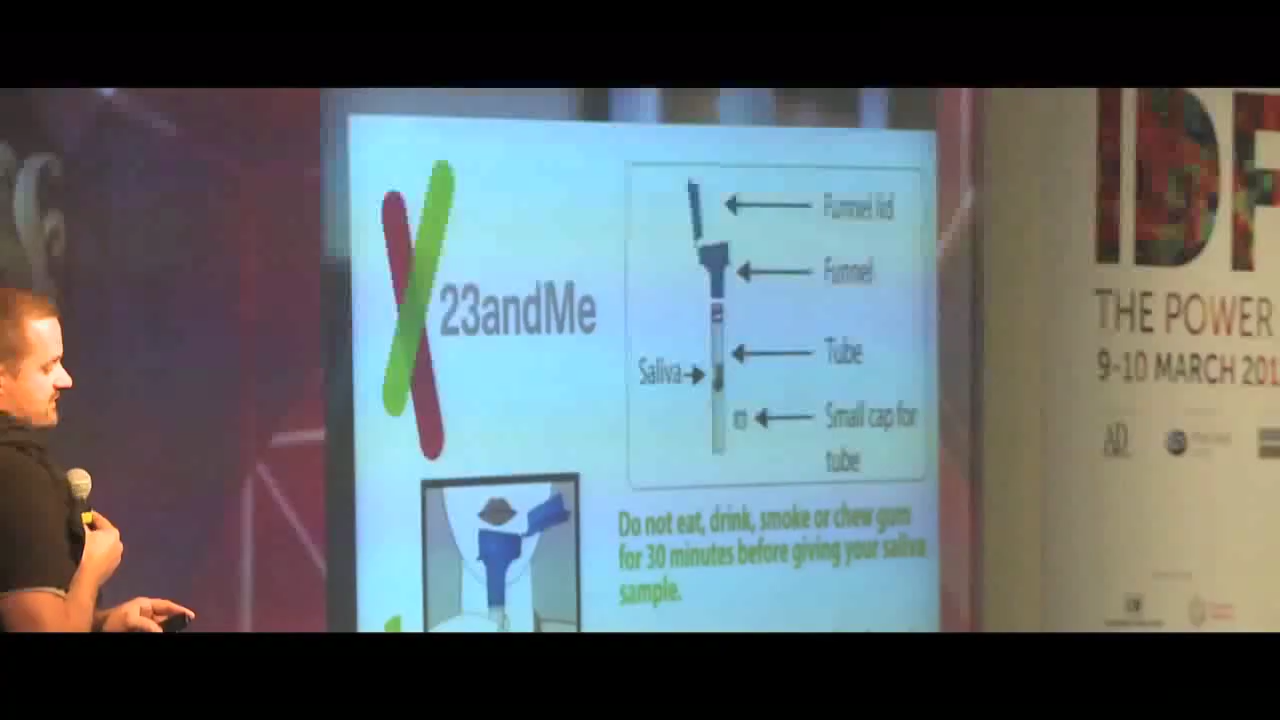 23andMe
Funnel lid
Funnel
Tube
Saliva
Small cap for
tube
Do not eat, drink, smoke or chew gum
for 30 minutes before giving your saliva
sample.
THE POWER
9-10 MARCH 201